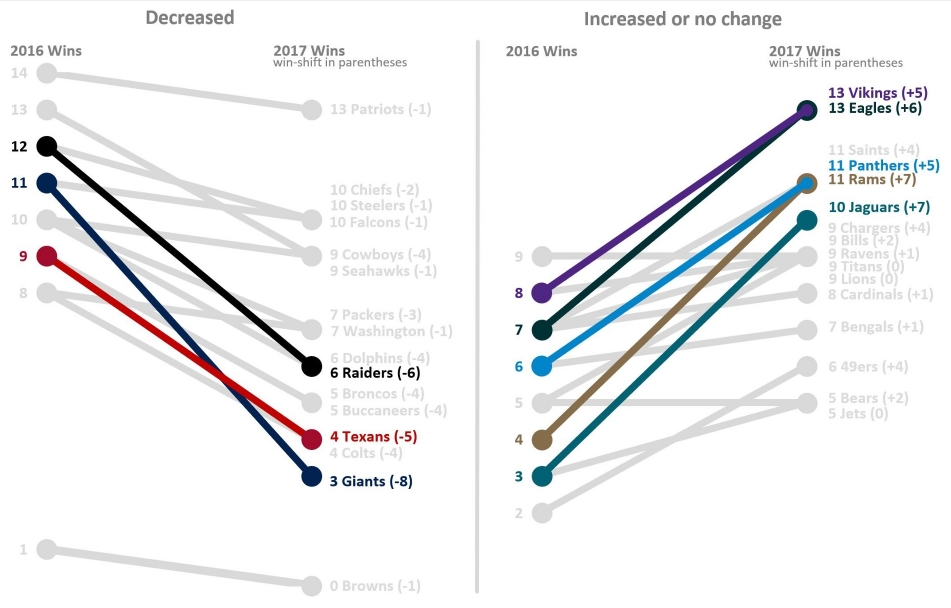 Decreased
2016 Wins
2017 Wins
win-shift in parentheses
14
13
12
11
10
9
8
1
13 Patriots (-1)
10 Chiefs (-2)
10 Steelers (-1)
10 Falcons (-1)
9 Cowboys (-4)
9 Seahawks (-1)
7 Packers (-3)
7 Washington (-1)
6 Dolphins (-4)
6 Raiders (-6)
5 Broncos (-4)
5 Buccaneers (-4)
4 Texans (-5)
4 Colts (-4)
3 Giants (-8)
0 Browns (-1)
Increased or no change
2016 Wins
2017 Wins
win-shift in parentheses
9
8
7
6
5
4
3
2
13 Vikings (+5)
13 Eagles (+6)
11 Saints (+4)
11 Panthers (+5)
11 Rams (+7)
10 Jaguars (+7)
9 Chargers (+4)
9 Bills (+2)
9 Ravens (+1)
9 Titans (0)
9 Lions (0)
8 Cardinals (+1)
7 Bengals (+1)
6 49ers (+4)
5 Bears (+2)
5 Jets (0)